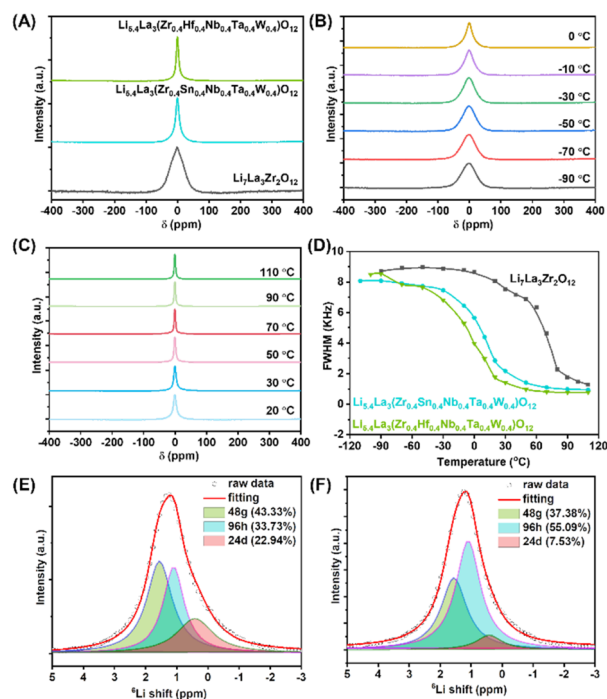 (A)
Li₅.₄La₃(Zr₀.₄Hf₀.₄Nb₀.₄Ta₀.₄W₀.₄)O₁₂
Li₅.₄La₃(Zr₀.₄Sn₀.₄Nb₀.₄Ta₀.₄W₀.₄)O₁₂
Li₇La₃Zr₂O₁₂
Intensity (a.u.)
-400 -300 -200 -100 0 100 200 300 400
δ (ppm)
(B)
0 °C
-10 °C
-30 °C
-50 °C
-70 °C
-90 °C
Intensity (a.u.)
-400 -300 -200 -100 0 100 200 300 400
δ (ppm)
(C)
110 °C
90 °C
70 °C
50 °C
30 °C
20 °C
Intensity (a.u.)
-400 -300 -200 -100 0 100 200 300 400
δ (ppm)
(D)
10
8
6
4
2
0
FWHM (KHz)
Li₇La₃Zr₂O₁₂
Li₅.₄La₃(Zr₀.₄Sn₀.₄Nb₀.₄Ta₀.₄W₀.₄)O₁₂
Li₅.₄La₃(Zr₀.₄Hf₀.₄Nb₀.₄Ta₀.₄W₀.₄)O₁₂
-120 -90 -60 -30 0 30 60 90 120
Temperature (°C)
(E)
raw data
fitting
48g (43.33%)
96h (33.73%)
24d (22.94%)
Intensity (a.u.)
5 4 3 2 1 0 -1 -2 -3
⁶Li shift (ppm)
(F)
raw data
fitting
48g (37.38%)
96h (55.09%)
24d (7.53%)
Intensity (a.u.)
5 4 3 2 1 0 -1 -2 -3
⁶Li shift (ppm)